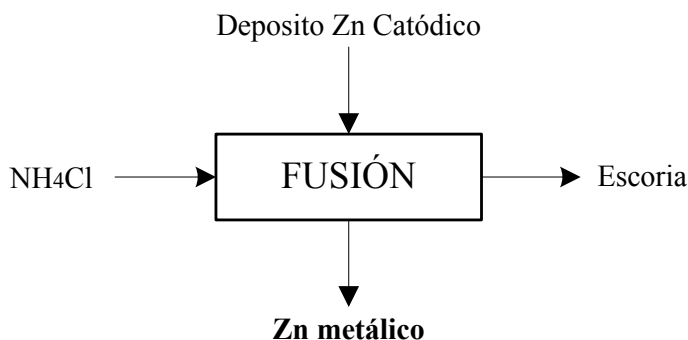 Deposito Zn Catódico
NH4Cl
FUSIÓN
Escoria
Zn metálico